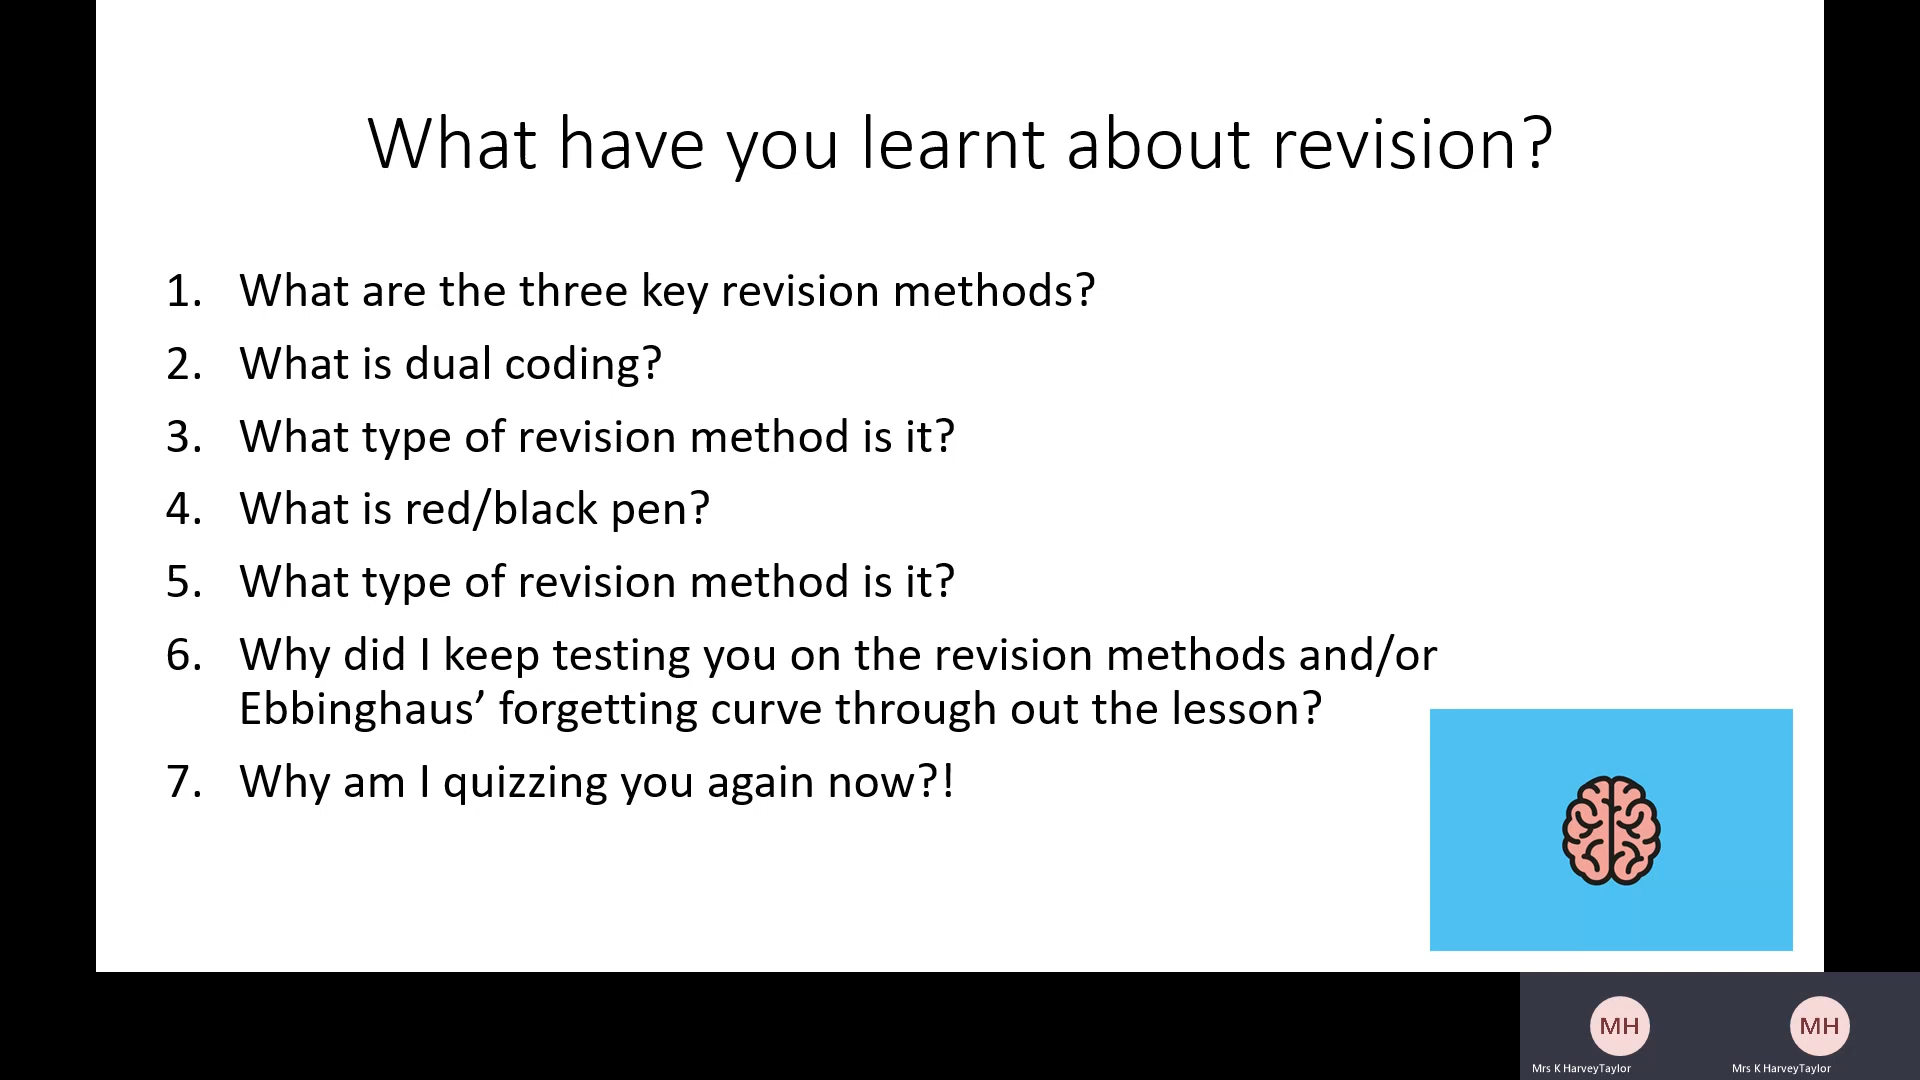 What have you learnt about revision?
1. What are the three key revision methods?
2. What is dual coding?
3. What type of revision method is it?
4. What is red/black pen?
5. What type of revision method is it?
6. Why did I keep testing you on the revision methods and/or
Ebbinghaus’ forgetting curve through out the lesson?
7. Why am I quizzing you again now?!
MH
Mrs K HarveyTaylor
MH
Mrs K HarveyTaylor